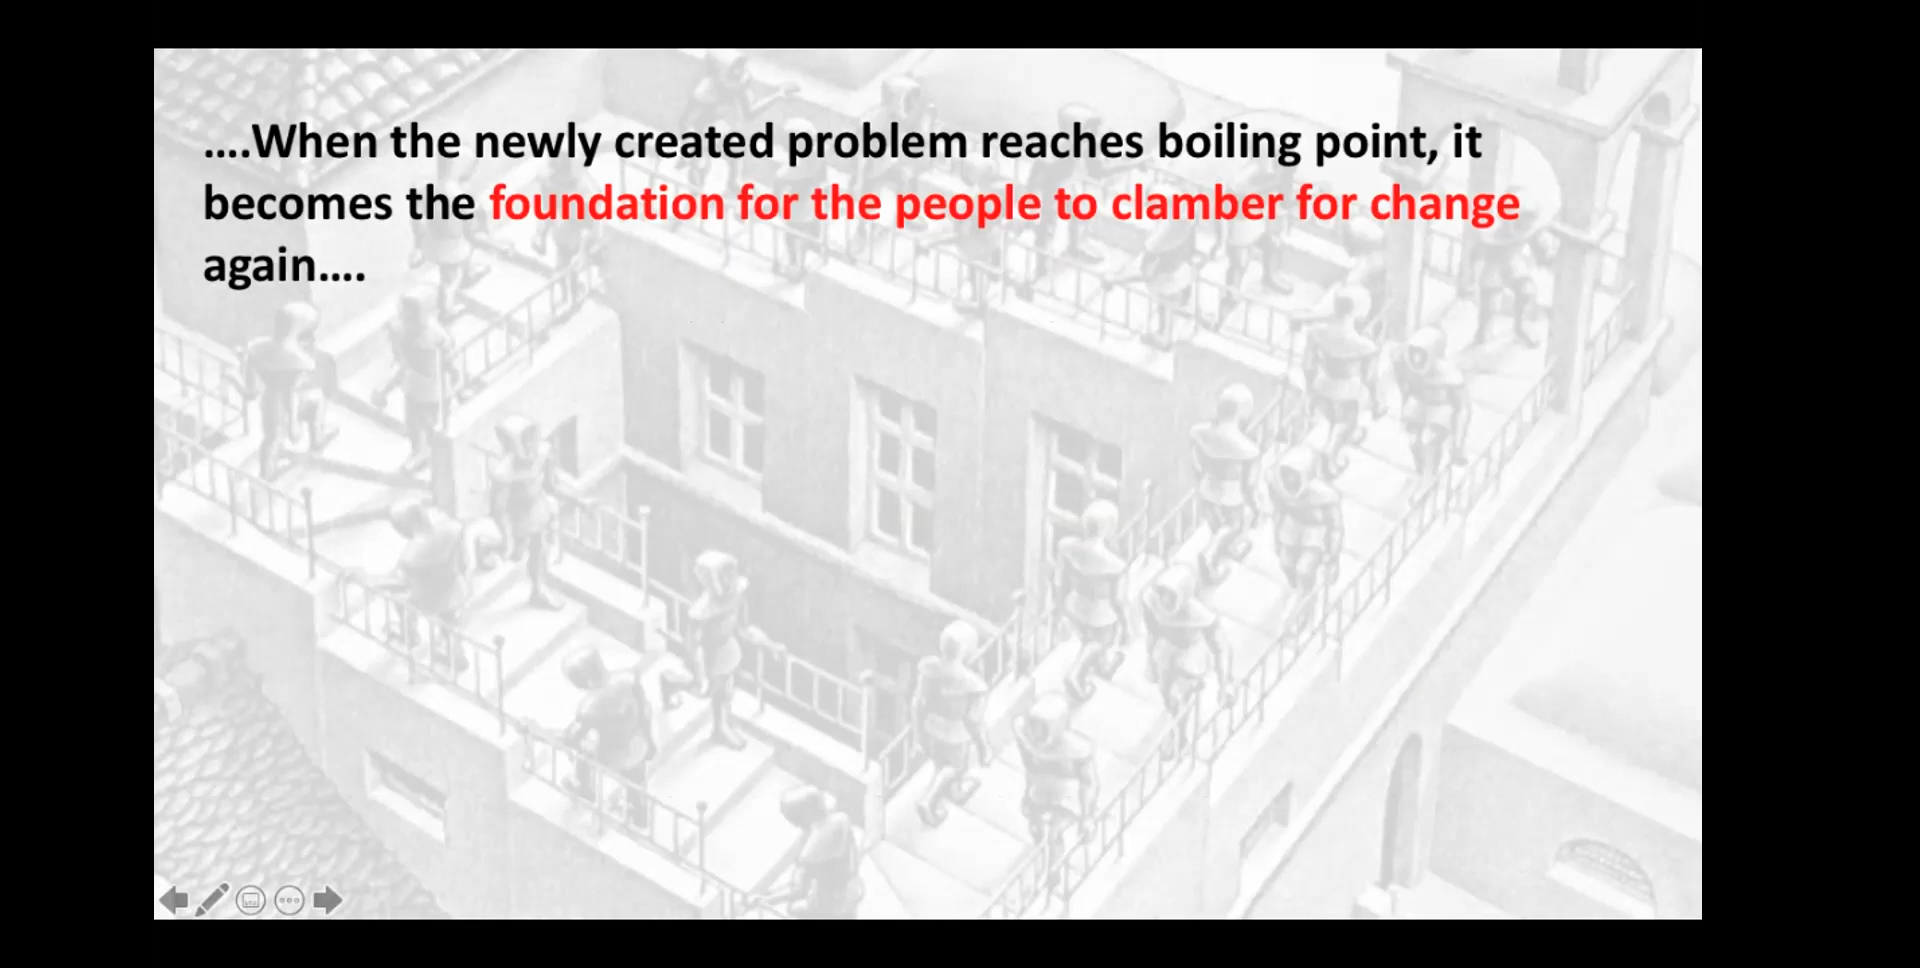 ....When the newly created problem reaches boiling point, it
becomes the foundation for the people to clamber for change
again....